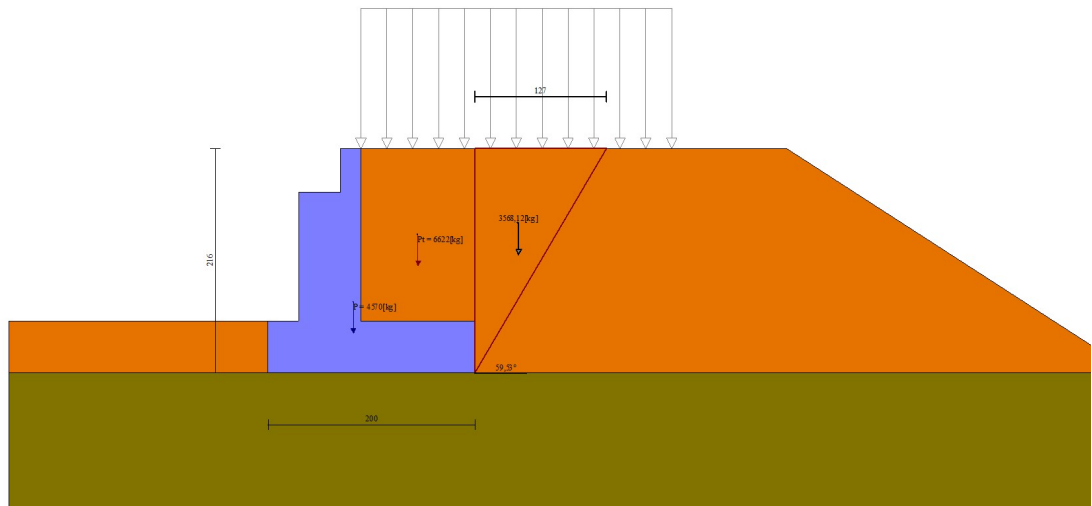 127
3568,12[kg]
Pt = 6622[kg]
216
P = 4570[kg]
59,53°
200